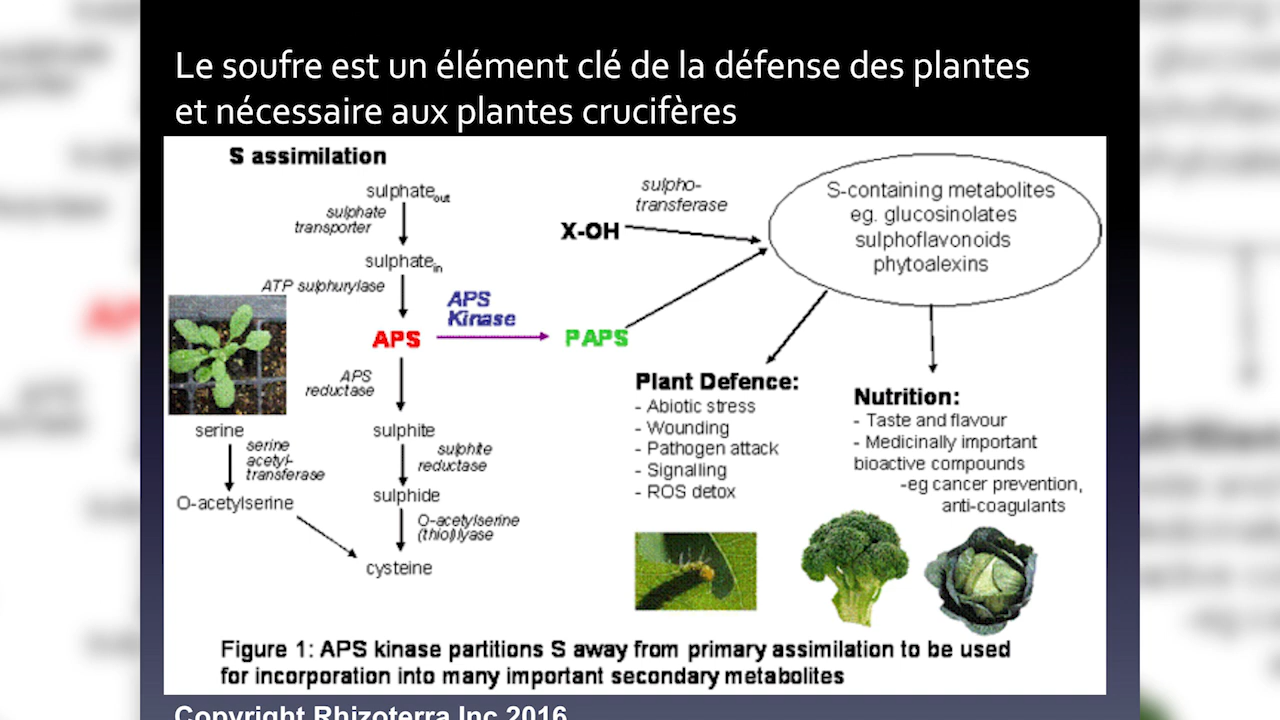 Le soufre est un élément clé de la défense des plantes
et nécessaire aux plantes crucifères
S assimilation
sulphate out
sulphate
transporter
sulphate in
ATP sulphurylase
APS
APS
Kinase
PAPS
X-OH
sulpho-
transferase
S-containing metabolites
eg. glucosinolates
sulphoflavonoids
phytoalexins
APS
reductase
serine
serine
acetyl-
transferase
O-acetylserine
sulphite
sulphite
reductase
sulphide
O-acetylserine
(thiol)lyase
cysteine
Plant Defence:
- Abiotic stress
- Wounding
- Pathogen attack
- Signalling
- ROS detox
Nutrition:
- Taste and flavour
- Medicinally important
bioactive compounds
-eg cancer prevention,
anti-coagulants
Figure 1: APS kinase partitions S away from primary assimilation to be used
for incorporation into many important secondary metabolites
Copyright Rhizoterra Inc 2016